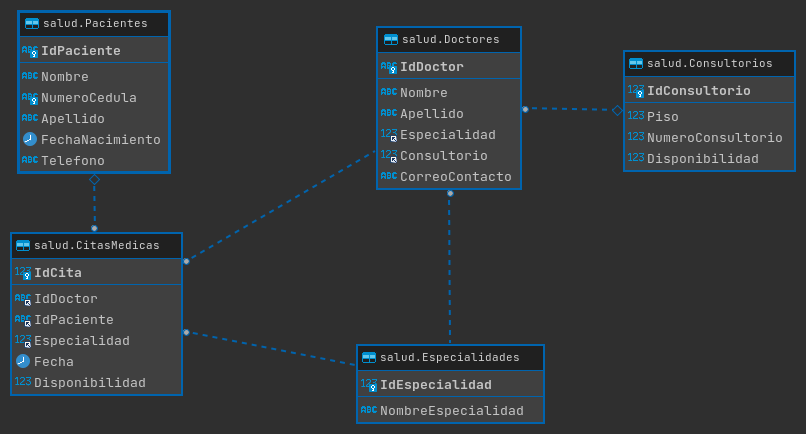 salud.Pacientes
ABC IdPaciente
ABC Nombre
ABC NumeroCedula
ABC Apellido
FechaNacimiento
ABC Telefono
salud.Doctores
ABC IdDoctor
ABC Nombre
ABC Apellido
123 Especialidad
123 Consultorio
ABC CorreoContacto
salud.Consultorios
123 IdConsultorio
123 Piso
123 NumeroConsultorio
123 Disponibilidad
salud.CitasMedicas
123 IdCita
ABC IdDoctor
ABC IdPaciente
123 Especialidad
Fecha
123 Disponibilidad
salud.Especialidades
123 IdEspecialidad
ABC NombreEspecialidad